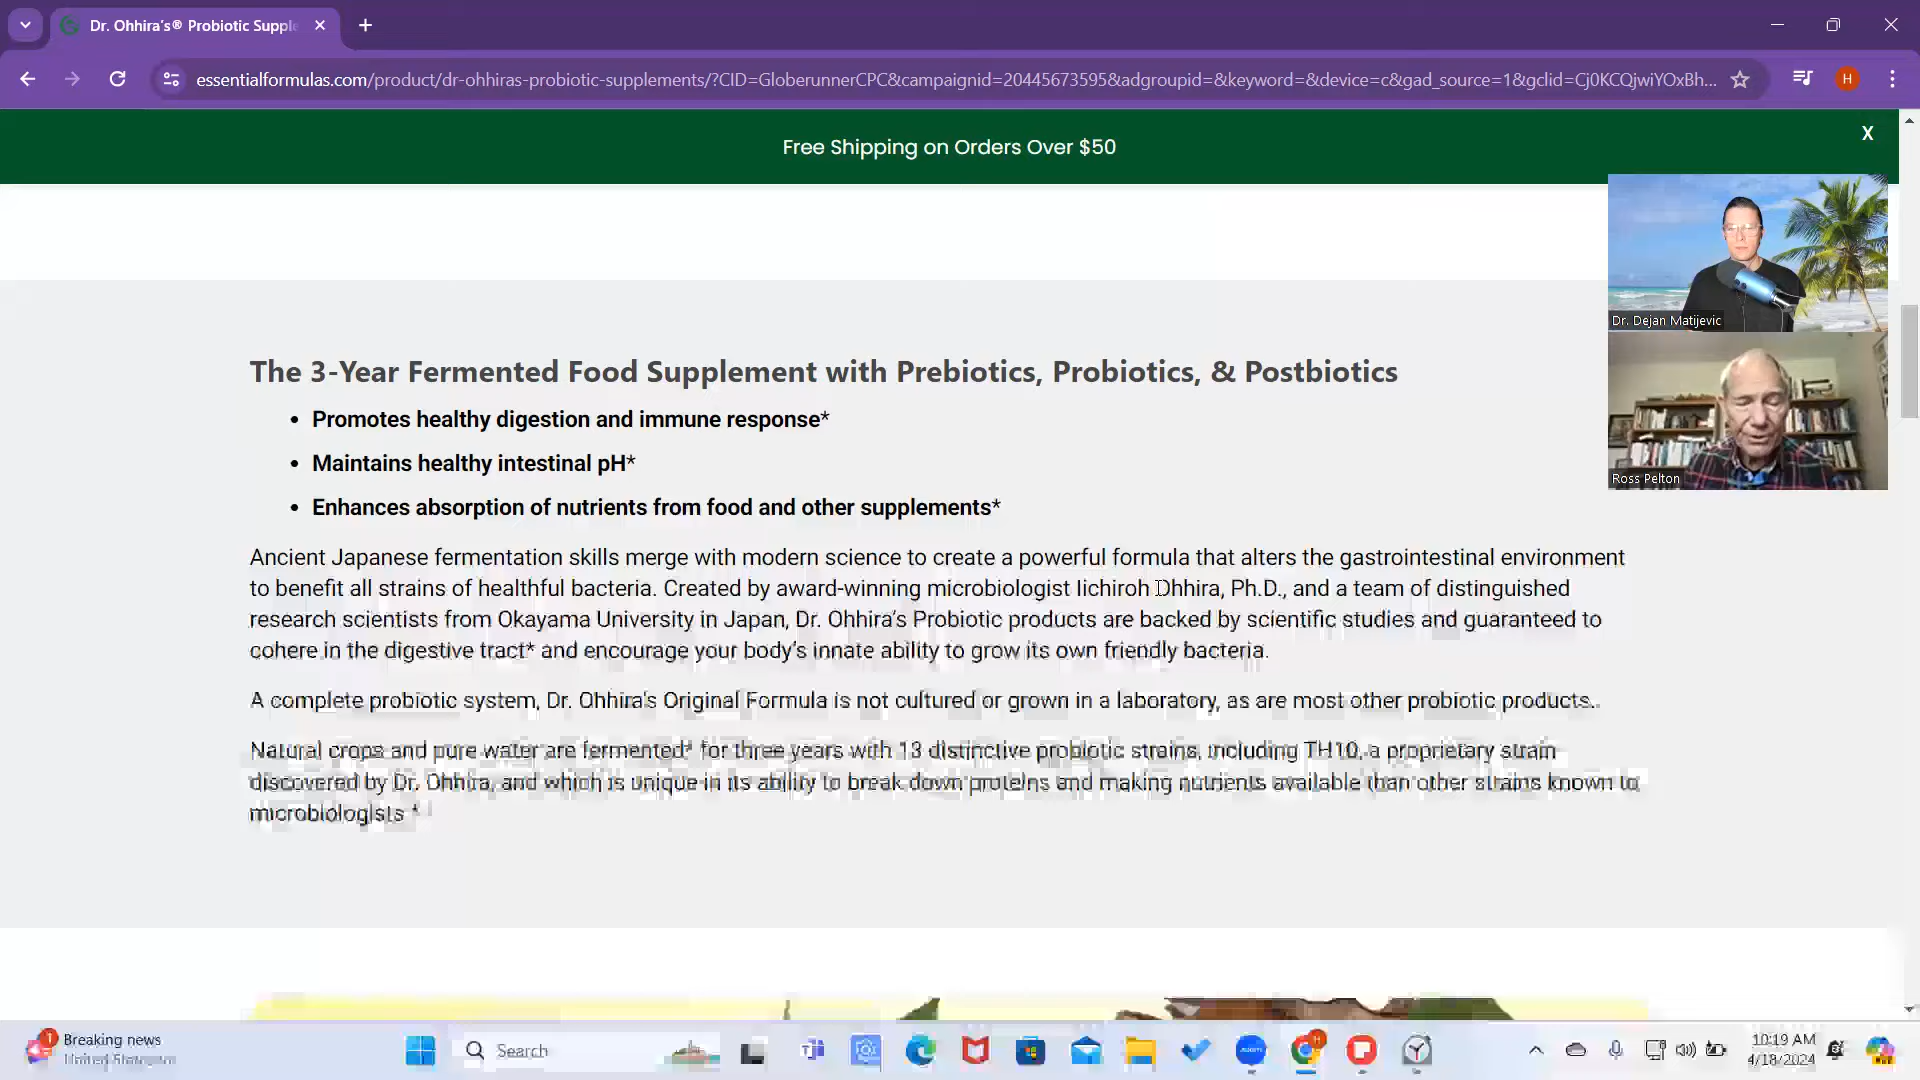 Dr. Ohhira's® Probiotic Supple
essentialformulas.com/product/dr-ohhiras-probiotic-supplements/?CID=GloberunnerCPC&campaignid=20445673595&adgroupid=&keyword=&device=c&gad_source=1&gclid=Cj0KCQjwiYOxBh...
H
Free Shipping on Orders Over $50
X
Dr. Dejan Matijevic
Ross Pelton
The 3-Year Fermented Food Supplement with Prebiotics, Probiotics, & Postbiotics
• Promotes healthy digestion and immune response*
• Maintains healthy intestinal pH*
• Enhances absorption of nutrients from food and other supplements*
Ancient Japanese fermentation skills merge with modern science to create a powerful formula that alters the gastrointestinal environment
to benefit all strains of healthful bacteria. Created by award-winning microbiologist Iichiroh Ohhira, Ph.D., and a team of distinguished
research scientists from Okayama University in Japan, Dr. Ohhira's Probiotic products are backed by scientific studies and guaranteed to
cohere in the digestive tract* and encourage your body's innate ability to grow its own friendly bacteria.
A complete probiotic system, Dr. Ohhira's Original Formula is not cultured or grown in a laboratory, as are most other probiotic products.
Natural crops and pure water are fermented* for three years with 13 distinctive probiotic strains, including TH10, a proprietary strain
discovered by Dr. Ohhira, and which is unique in its ability to break down proteins and making nutrients available than other strains known to
microbiologists.*
1
Breaking news
United States
Search
zoom
H
10:19 AM
4/18/2024